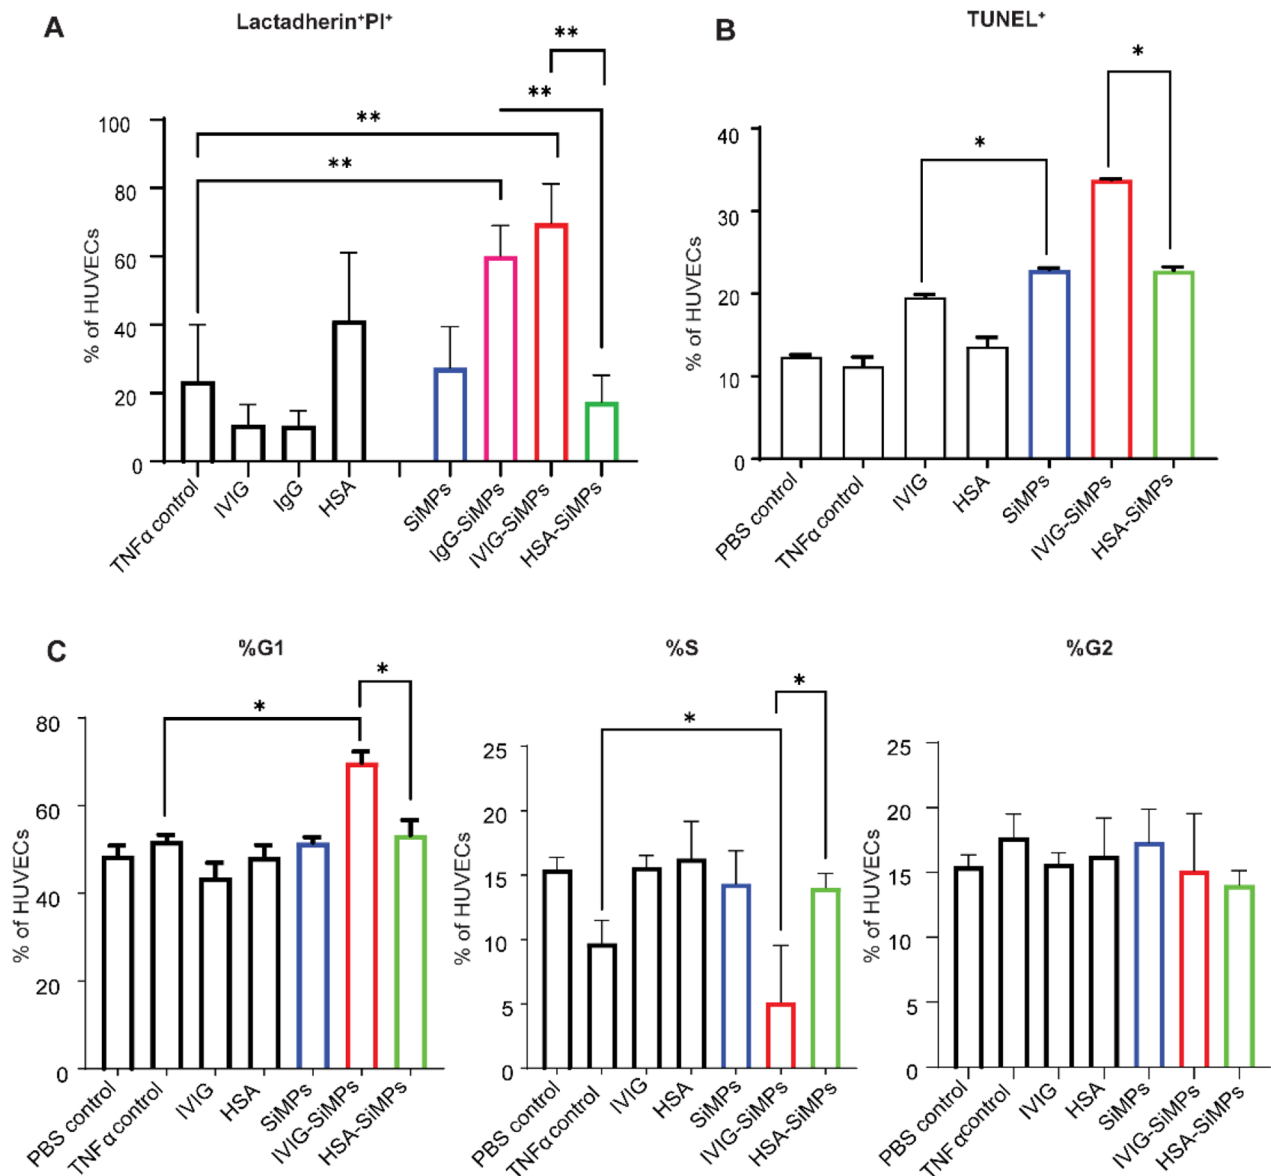 A
Lactadherin⁺PI⁺
% of HUVECs
100
80
60
40
20
0
**
**
**
**
TNFα control
IVIG
IgG
HSA
SiMPs
IgG-SiMPs
IVIG-SiMPs
HSA-SiMPs
B
TUNEL⁺
% of HUVECs
40
30
20
10
0
*
*
PBS control
TNFα control
IVIG
HSA
SiMPs
IVIG-SiMPs
HSA-SiMPs
C
%G1
% of HUVECs
80
60
40
20
0
*
*
PBS control
TNFα control
IVIG
HSA
SiMPs
IVIG-SiMPs
HSA-SiMPs
%S
% of HUVECs
25
20
15
10
5
0
*
*
PBS control
TNFα control
IVIG
HSA
SiMPs
IVIG-SiMPs
HSA-SiMPs
%G2
% of HUVECs
25
20
15
10
5
0
PBS control
TNFαcontrol
IVIG
HSA
SiMPs
IVIG-SiMPs
HSA-SiMPs